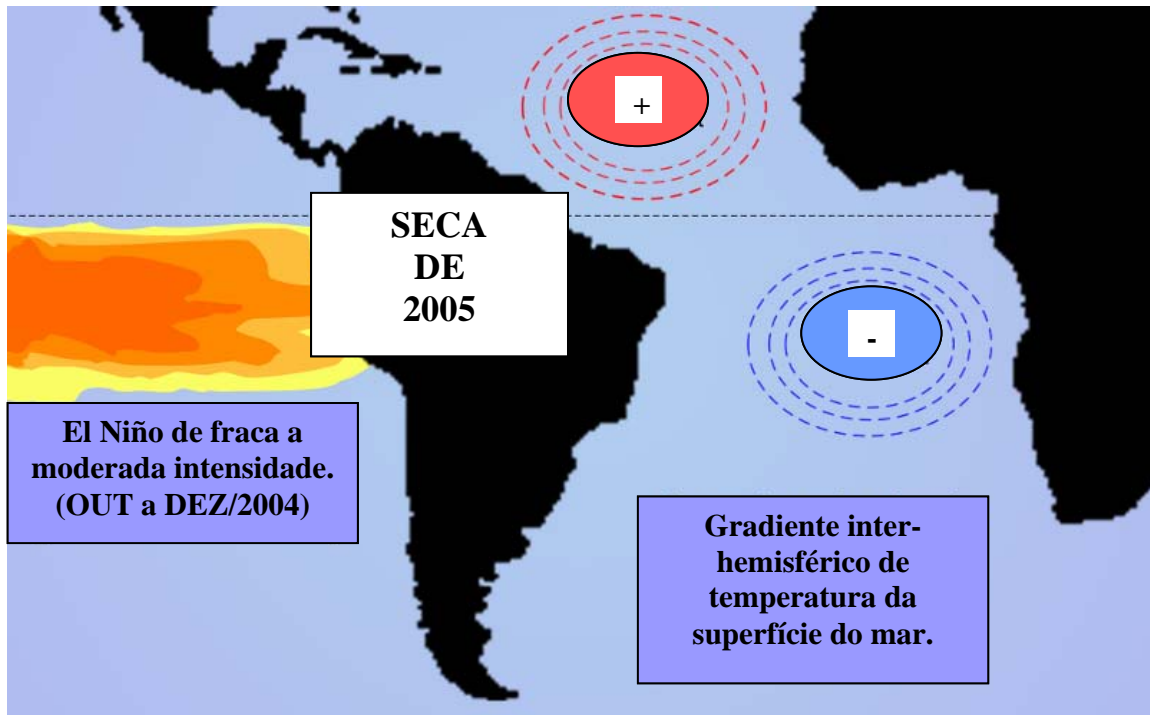 +
SECA
DE
2005
-
El Niño de fraca a
moderada intensidade.
(OUT a DEZ/2004)
Gradiente inter-
hemisférico de
temperatura da
superfície do mar.